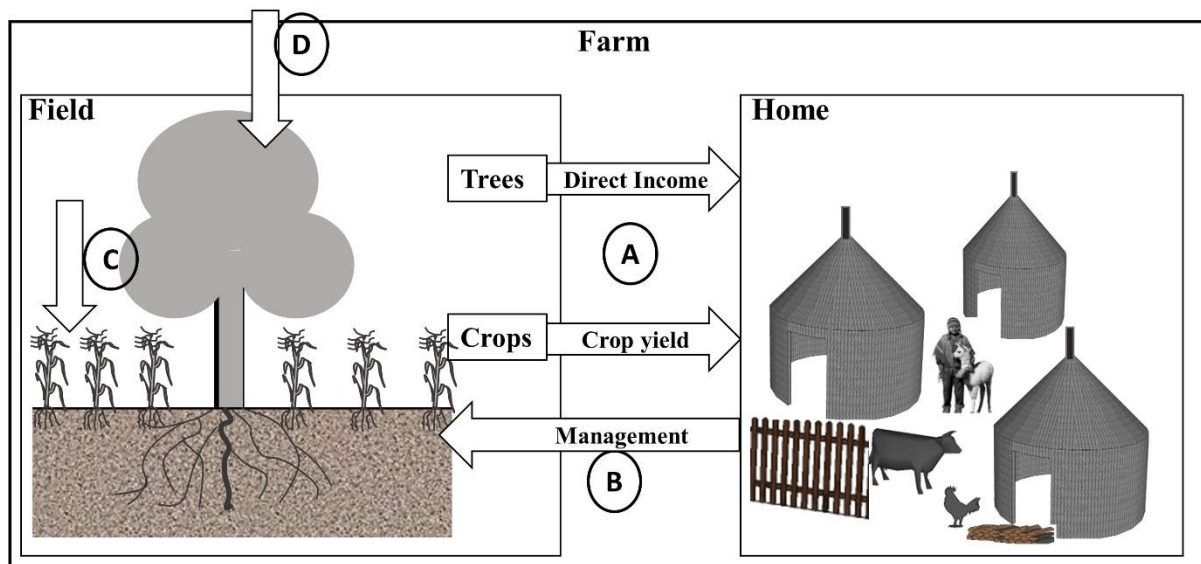 D
Farm
Field
Home
Trees
Direct Income
C
A
Crops
Crop yield
Management
B